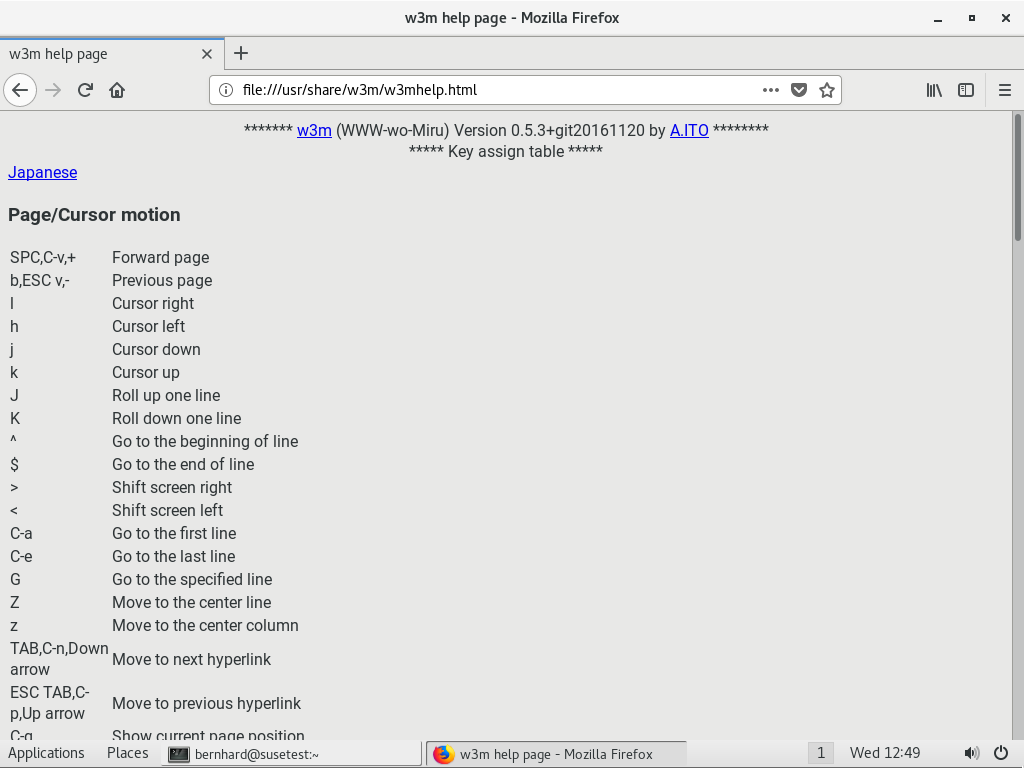 w3m help page - Mozilla Firefox
w3m help page
file:///usr/share/w3m/w3mhelp.html
******* w3m (WWW-wo-Miru) Version 0.5.3+git20161120 by A.ITO ********
***** Key assign table *****
Japanese
Page/Cursor motion
SPC,C-v,+ Forward page
b,ESC v,- Previous page
l Cursor right
h Cursor left
j Cursor down
k Cursor up
J Roll up one line
K Roll down one line
^ Go to the beginning of line
$ Go to the end of line
> Shift screen right
< Shift screen left
C-a Go to the first line
C-e Go to the last line
G Go to the specified line
Z Move to the center line
z Move to the center column
TAB,C-n,Down arrow Move to next hyperlink
ESC TAB,C-p,Up arrow Move to previous hyperlink
C-g Show current page position
Applications Places bernhard@susetest:~ w3m help page - Mozilla Firefox 1 Wed 12:49